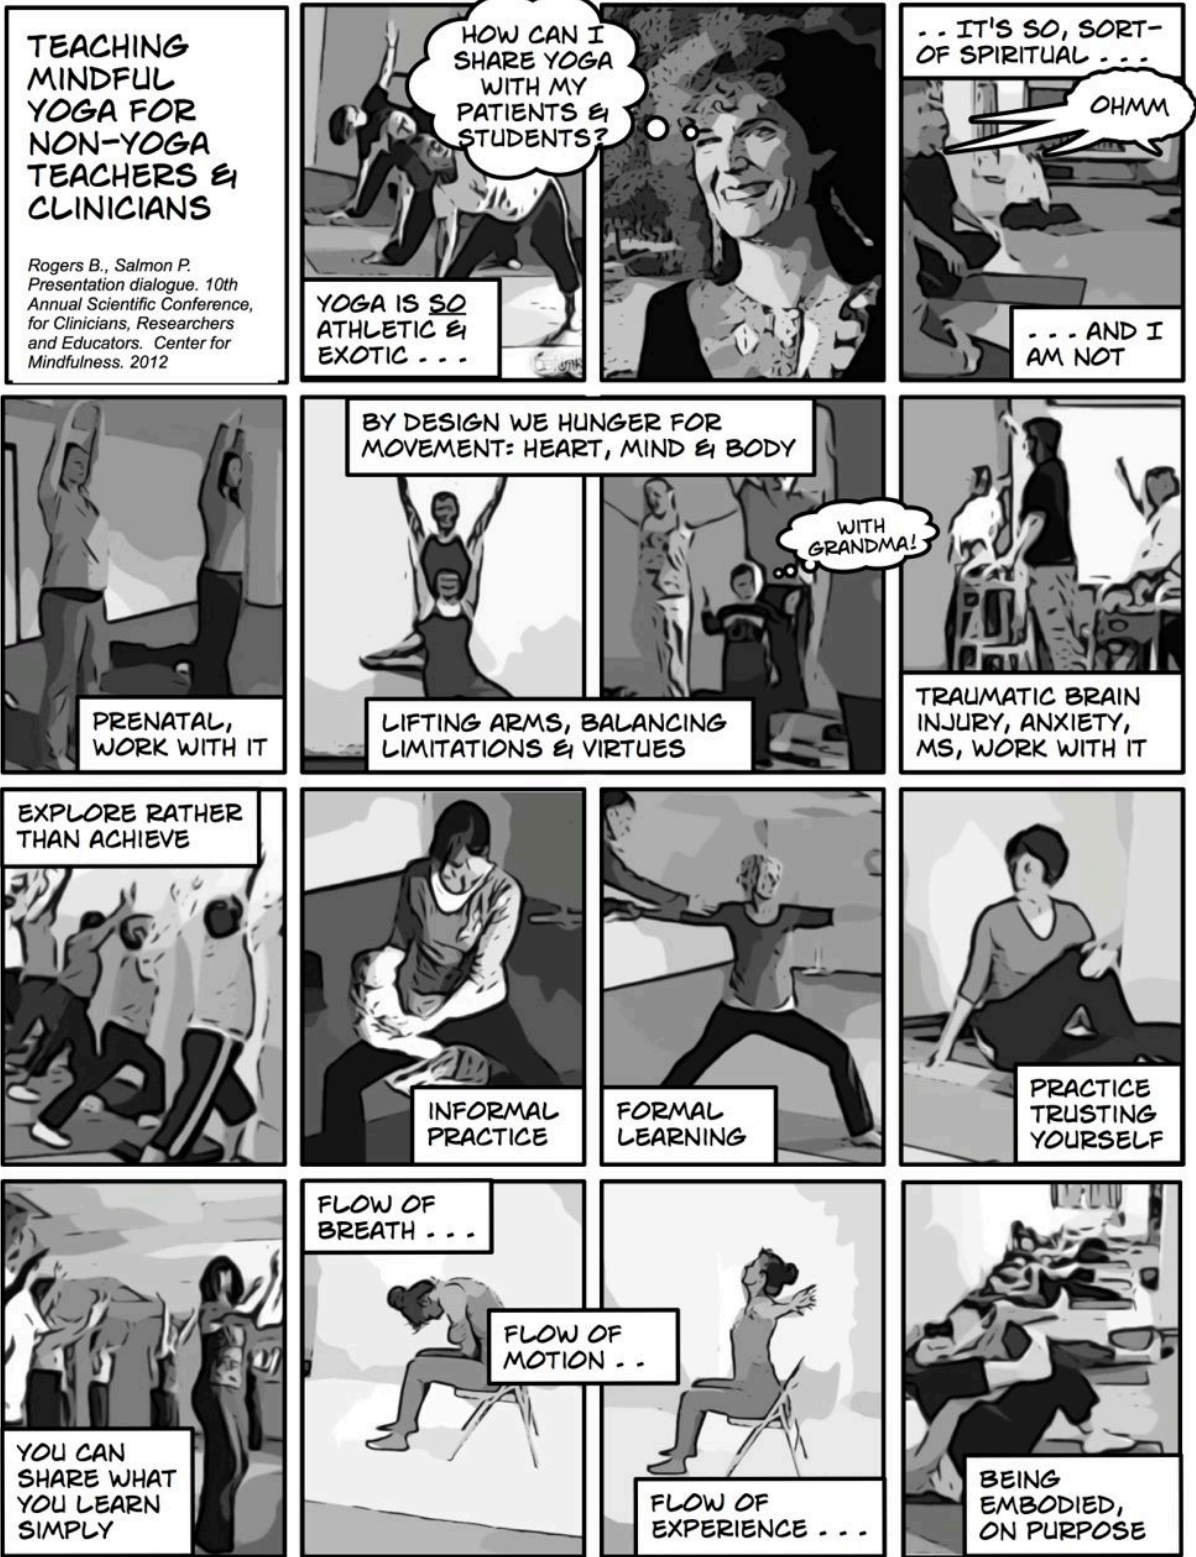 TEACHING
MINDFUL
YOGA FOR
NON-YOGA
TEACHERS &
CLINICIANS
Rogers B., Salmon P.
Presentation dialogue. 10th
Annual Scientific Conference,
for Clinicians, Researchers
and Educators. Center for
Mindfulness. 2012
HOW CAN I
SHARE YOGA
WITH MY
PATIENTS &
STUDENTS?
YOGA IS SO
ATHLETIC &
EXOTIC . . .
. . IT'S SO, SORT-
OF SPIRITUAL . . .
OHMM
. . . AND I
AM NOT
PRENATAL,
WORK WITH IT
BY DESIGN WE HUNGER FOR
MOVEMENT: HEART, MIND & BODY
WITH
GRANDMA!
LIFTING ARMS, BALANCING
LIMITATIONS & VIRTUES
TRAUMATIC BRAIN
INJURY, ANXIETY,
MS, WORK WITH IT
EXPLORE RATHER
THAN ACHIEVE
INFORMAL
PRACTICE
FORMAL
LEARNING
PRACTICE
TRUSTING
YOURSELF
YOU CAN
SHARE WHAT
YOU LEARN
SIMPLY
FLOW OF
BREATH . . .
FLOW OF
MOTION . .
FLOW OF
EXPERIENCE . . .
BEING
EMBODIED,
ON PURPOSE